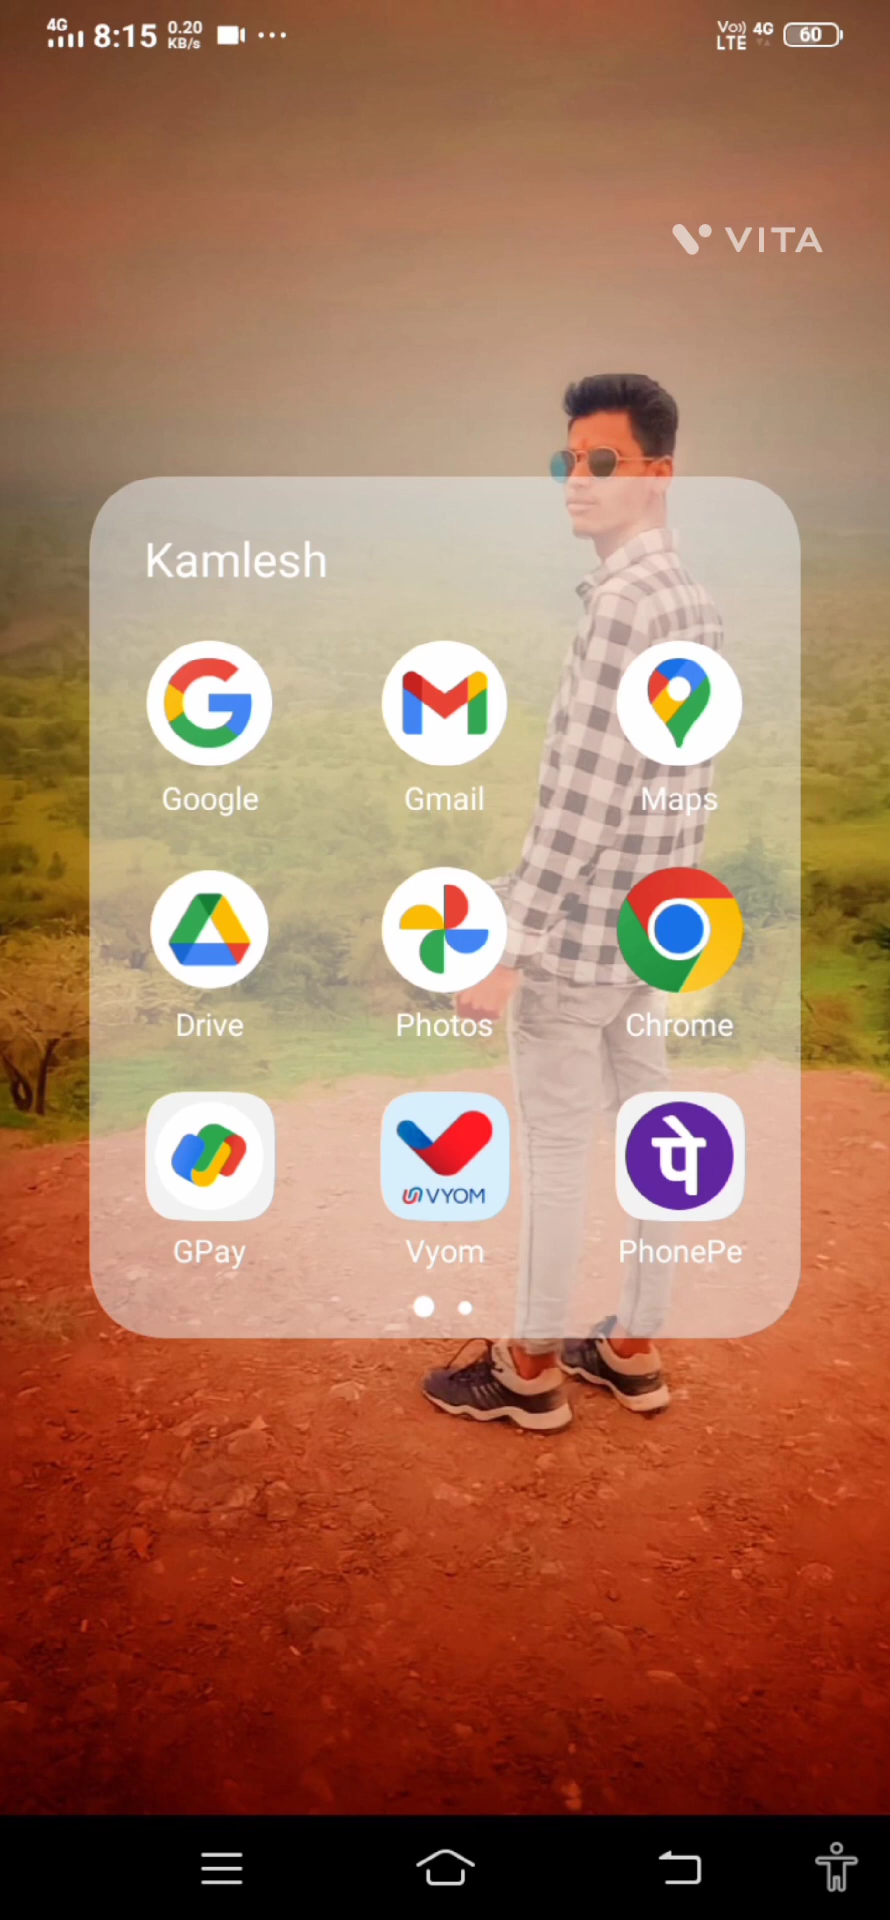 4G 8:15 0.20 KB/s ... Vo)) LTE 4G 60
VITA
Kamlesh
Google Gmail Maps
Drive Photos Chrome
VYOM पे
GPay Vyom PhonePe